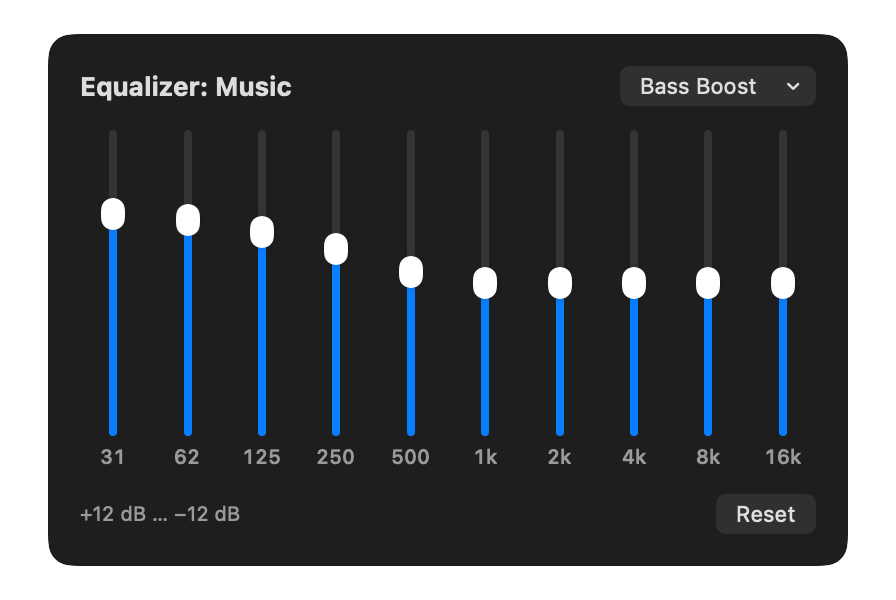 Equalizer: Music
Bass Boost
31 62 125 250 500 1k 2k 4k 8k 16k
+12 dB ... −12 dB
Reset